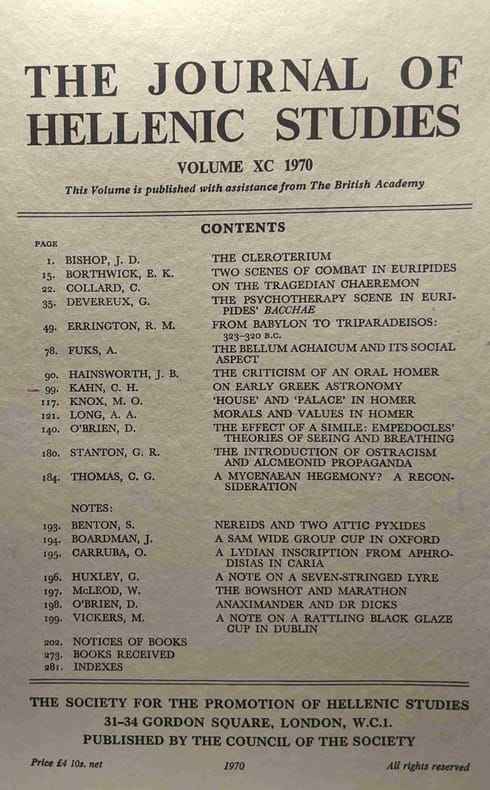 THE JOURNAL OF
HELLENIC STUDIES
VOLUME XC 1970
This Volume is published with assistance from The British Academy
CONTENTS
PAGE
1. BISHOP, J. D. THE CLEROTERIUM
15. BORTHWICK, E. K. TWO SCENES OF COMBAT IN EURIPIDES
22. COLLARD, C. ON THE TRAGEDIAN CHAEREMON
35. DEVEREUX, G. THE PSYCHOTHERAPY SCENE IN EURI-
PIDES' BACCHAE
49. ERRINGTON, R. M. FROM BABYLON TO TRIPARADEISOS:
323-320 B.C.
78. FUKS, A. THE BELLUM ACHAICUM AND ITS SOCIAL
ASPECT
90. HAINSWORTH, J. B. THE CRITICISM OF AN ORAL HOMER
99. KAHN, C. H. ON EARLY GREEK ASTRONOMY
117. KNOX, M. O. 'HOUSE' AND 'PALACE' IN HOMER
121. LONG, A. A. MORALS AND VALUES IN HOMER
140. O'BRIEN, D. THE EFFECT OF A SIMILE: EMPEDOCLES'
THEORIES OF SEEING AND BREATHING
180. STANTON, G. R. THE INTRODUCTION OF OSTRACISM
AND ALCMEONID PROPAGANDA
184. THOMAS, C. G. A MYCENAEAN HEGEMONY? A RECON-
SIDERATION
NOTES:
193. BENTON, S. NEREIDS AND TWO ATTIC PYXIDES
194. BOARDMAN, J. A SAM WIDE GROUP CUP IN OXFORD
195. CARRUBA, O. A LYDIAN INSCRIPTION FROM APHRO-
DISIAS IN CARIA
196. HUXLEY, G. A NOTE ON A SEVEN-STRINGED LYRE
197. McLEOD, W. THE BOWSHOT AND MARATHON
198. O'BRIEN, D. ANAXIMANDER AND DR DICKS
199. VICKERS, M. A NOTE ON A RATTLING BLACK GLAZE
CUP IN DUBLIN
202. NOTICES OF BOOKS
273. BOOKS RECEIVED
281. INDEXES
THE SOCIETY FOR THE PROMOTION OF HELLENIC STUDIES
31–34 GORDON SQUARE, LONDON, W.C.1.
PUBLISHED BY THE COUNCIL OF THE SOCIETY
Price £4 10s. net 1970 All rights reserved